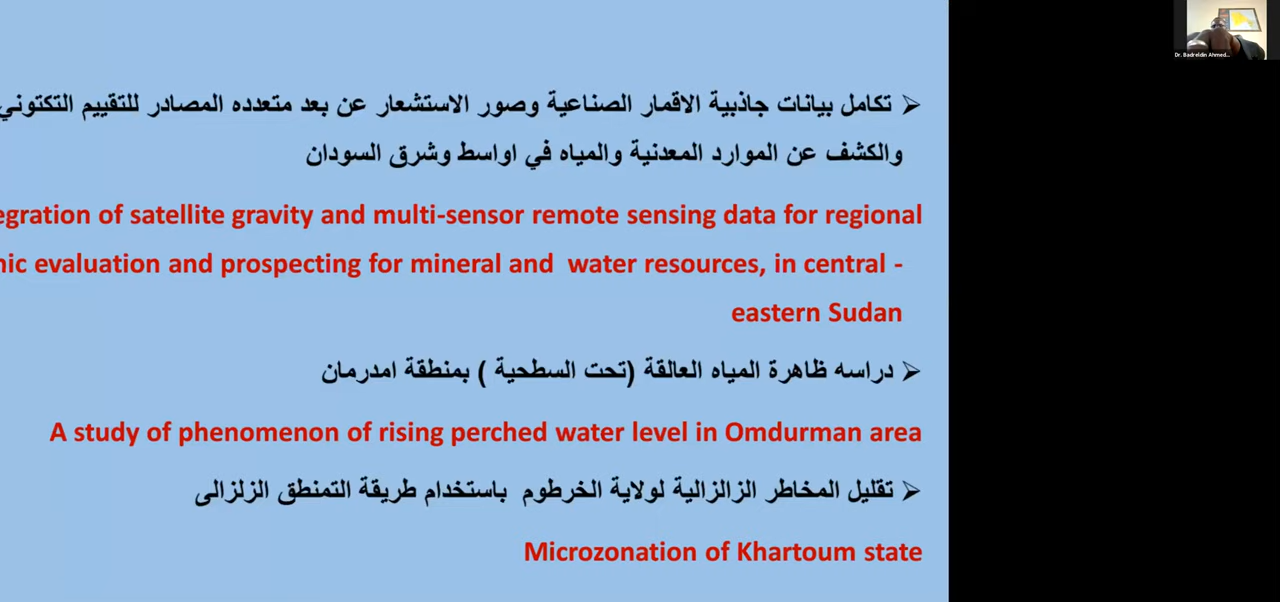 ➢ تكامل بيانات جاذبية الاقمار الصناعية وصور الاستشعار عن بعد متعدده المصادر للتقييم التكتوني
والكشف عن الموارد المعدنية والمياه في اواسط وشرق السودان
egration of satellite gravity and multi-sensor remote sensing data for regional
nic evaluation and prospecting for mineral and water resources, in central -
eastern Sudan
➢ دراسه ظاهرة المياه العالقة (تحت السطحية ) بمنطقة امدرمان
A study of phenomenon of rising perched water level in Omdurman area
➢ تقليل المخاطر الزالزالية لولاية الخرطوم باستخدام طريقة التمنطق الزلزالى
Microzonation of Khartoum state
Dr. Badreldin Ahmed...